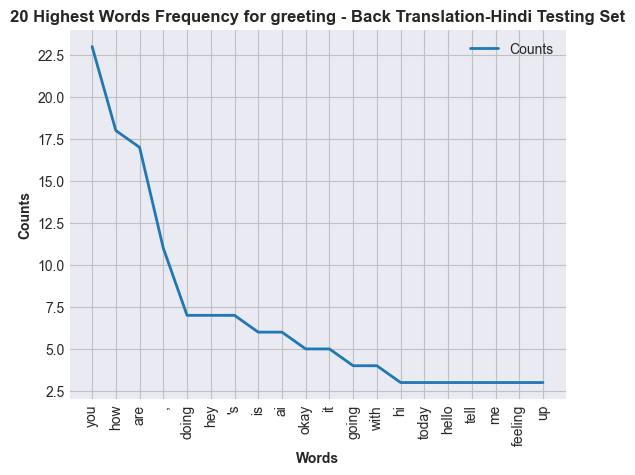 20 Highest Words Frequency for greeting - Back Translation-Hindi Testing Set
Counts
22.5
20.0
17.5
15.0
12.5
10.0
7.5
5.0
2.5
Counts
you
how
are
,
doing
hey
's
is
ai
okay
it
going
with
hi
today
hello
tell
me
feeling
up
Words